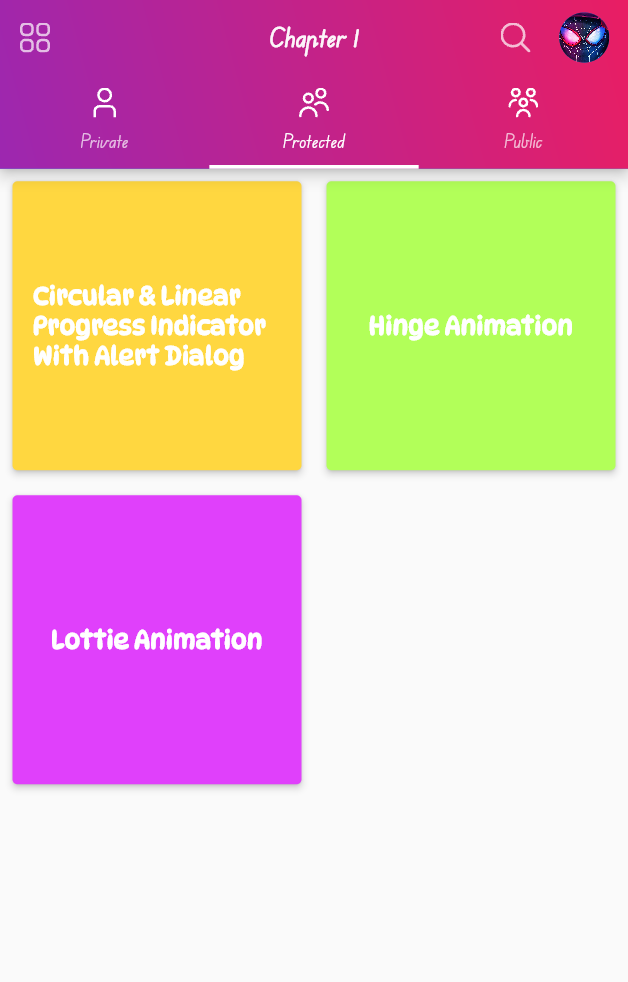 Chapter 1
Private
Protected
Public
Circular & Linear
Progress Indicator
With Alert Dialog
Hinge Animation
Lottie Animation